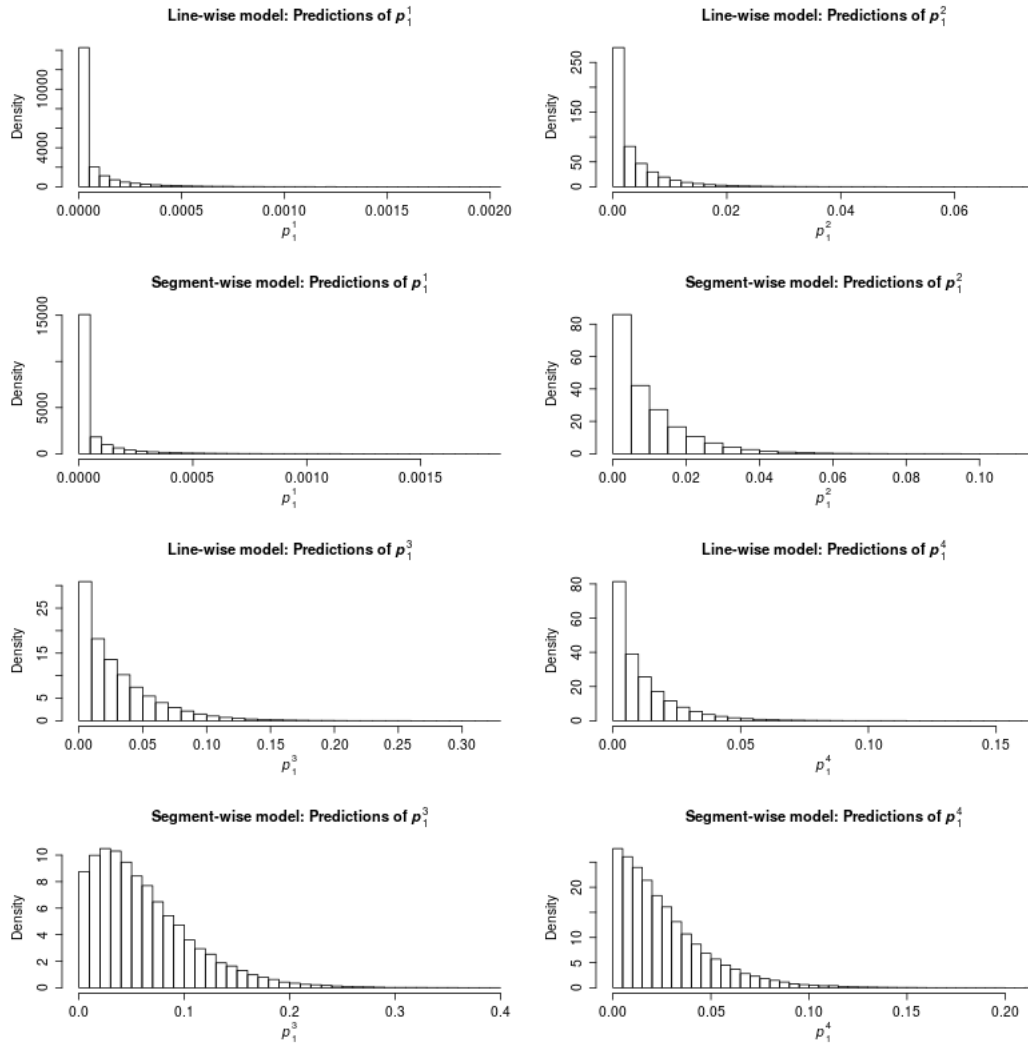 Line-wise model: Predictions of p₁¹
Density
0 4000 10000
0.0000 0.0005 0.0010 0.0015 0.0020
p₁¹
Line-wise model: Predictions of p₁²
Density
0 50 150 250
0.00 0.02 0.04 0.06
p₁²
Segment-wise model: Predictions of p₁¹
Density
0 5000 15000
0.0000 0.0005 0.0010 0.0015
p₁¹
Segment-wise model: Predictions of p₁²
Density
0 20 40 60 80
0.00 0.02 0.04 0.06 0.08 0.10
p₁²
Line-wise model: Predictions of p₁³
Density
0 5 15 25
0.00 0.05 0.10 0.15 0.20 0.25 0.30
p₁³
Line-wise model: Predictions of p₁⁴
Density
0 20 40 60 80
0.00 0.05 0.10 0.15
p₁⁴
Segment-wise model: Predictions of p₁³
Density
0 2 4 6 8 10
0.0 0.1 0.2 0.3 0.4
p₁³
Segment-wise model: Predictions of p₁⁴
Density
0 5 10 20
0.00 0.05 0.10 0.15 0.20
p₁⁴